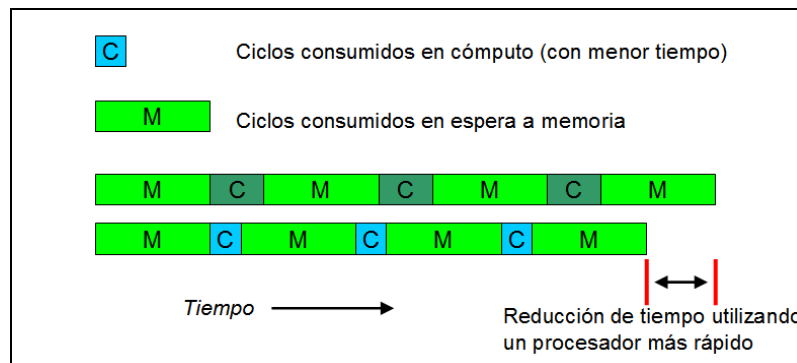 C Ciclos consumidos en cómputo (con menor tiempo)
M Ciclos consumidos en espera a memoria
M C M C M C M
M C M C M C M
Tiempo
Reducción de tiempo utilizando
un procesador más rápido